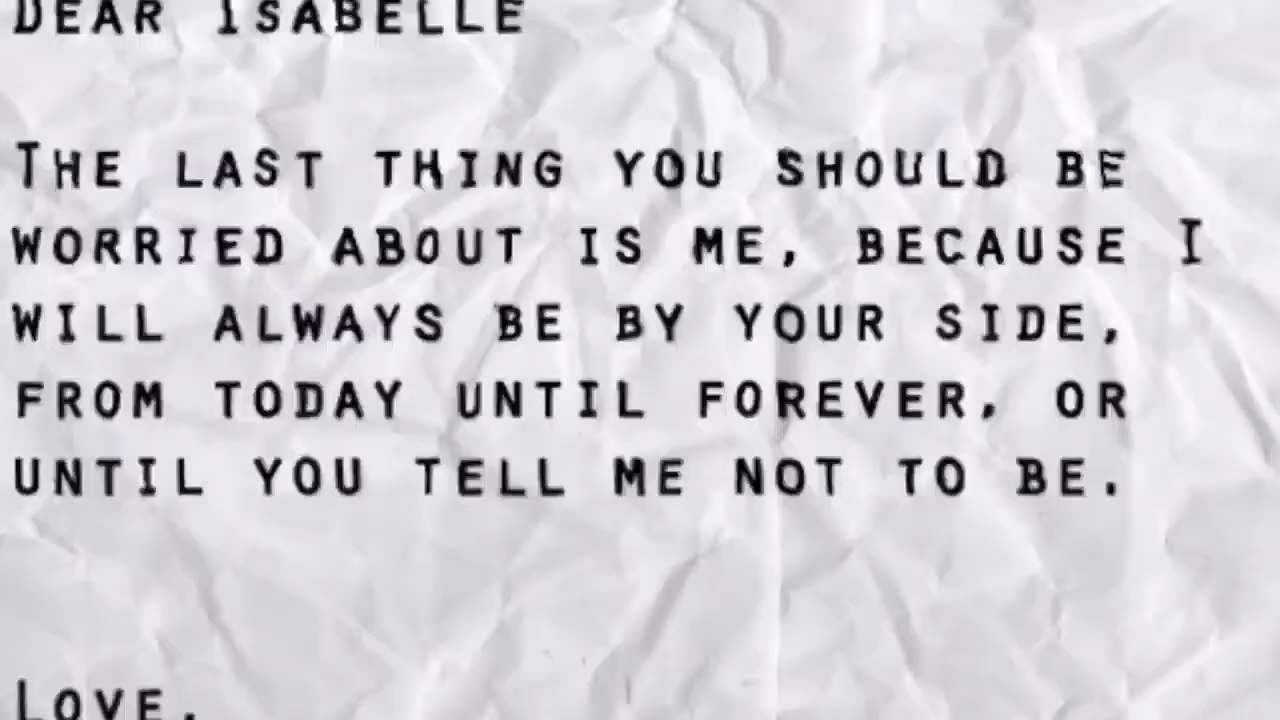 DEAR ISABELLE
THE LAST THING YOU SHOULD BE
WORRIED ABOUT IS ME, BECAUSE I
WILL ALWAYS BE BY YOUR SIDE,
FROM TODAY UNTIL FOREVER, OR
UNTIL YOU TELL ME NOT TO BE.
LOVE,